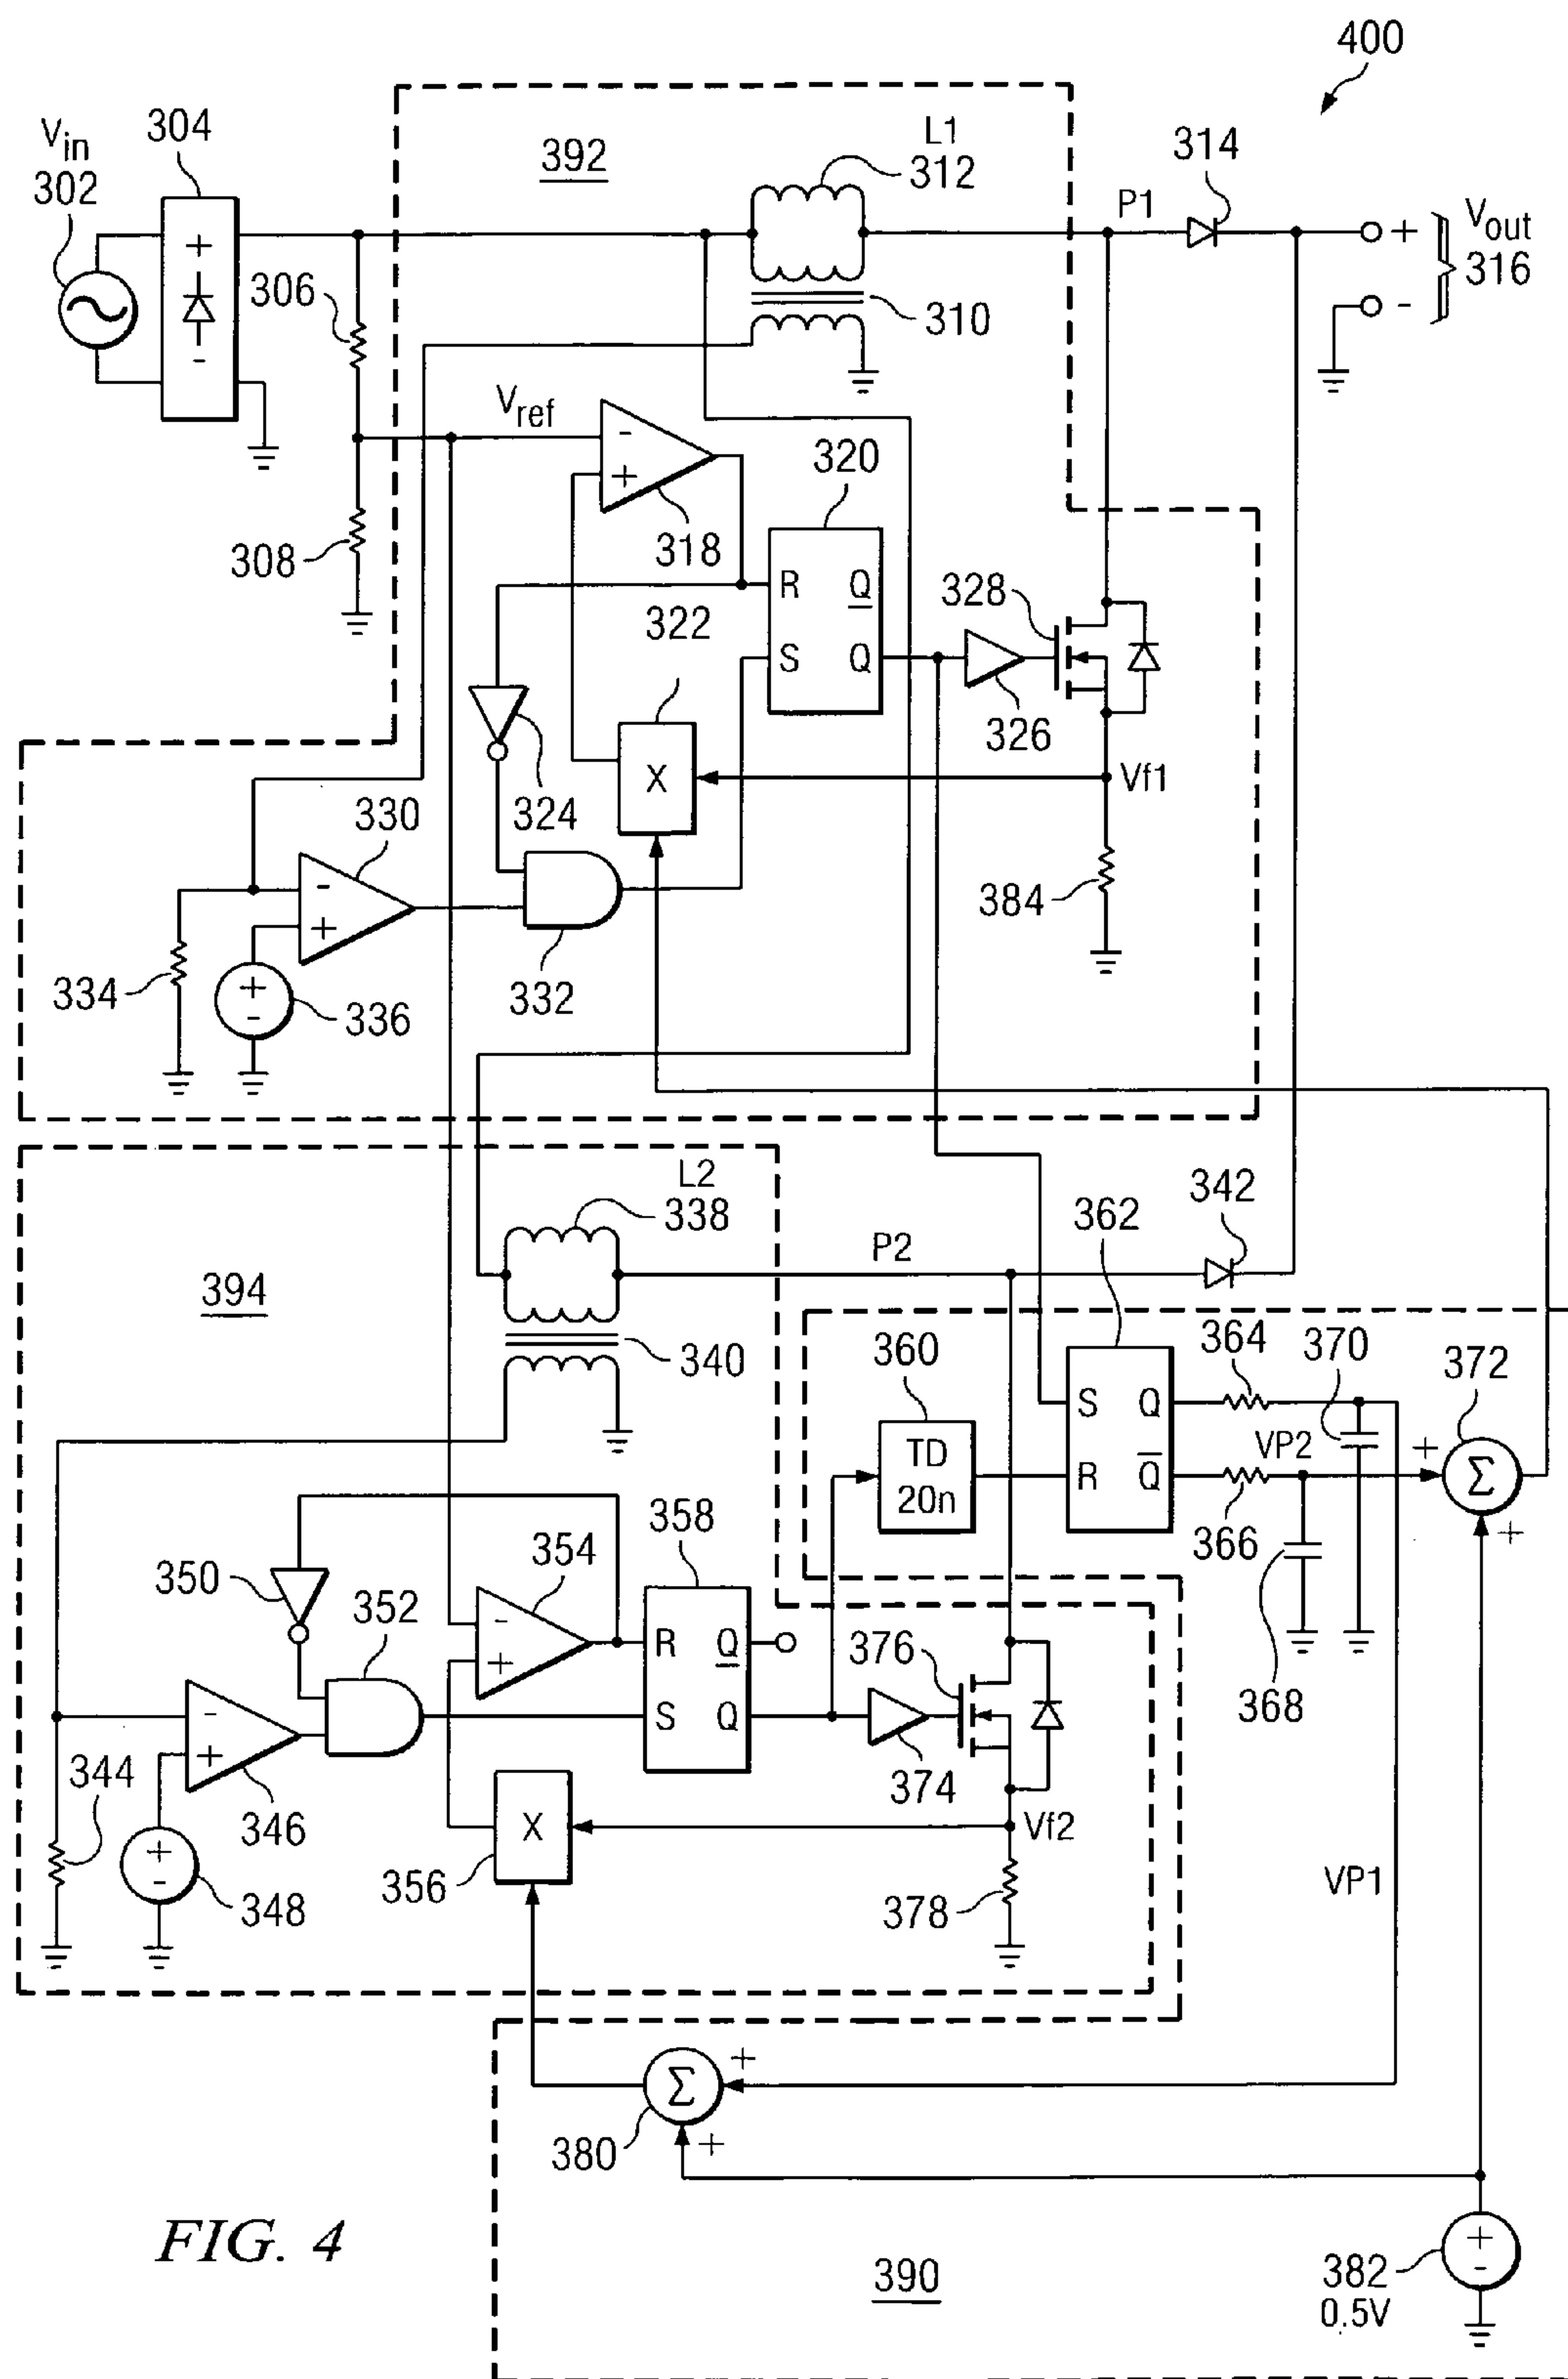 400
Vin
302
304
392
L1
312
314
P1
+
-
Vout
316
+
-
306
310
Vref
-
+
318
320
R
Q
S
Q
308
322
328
326
324
X
Vf1
330
-
+
384
334
+
-
336
332
L2
338
394
P2
342
362
340
360
364
370
372
S
Q
TD
20n
VP2
+
R
Q
Σ
366
+
358
354
350
352
-
+
R
Q
376
368
-
+
S
Q
344
374
346
X
Vf2
+
-
356
378
VP1
348
Σ
+
380
+
FIG. 4
+
-
382
0.5V
390